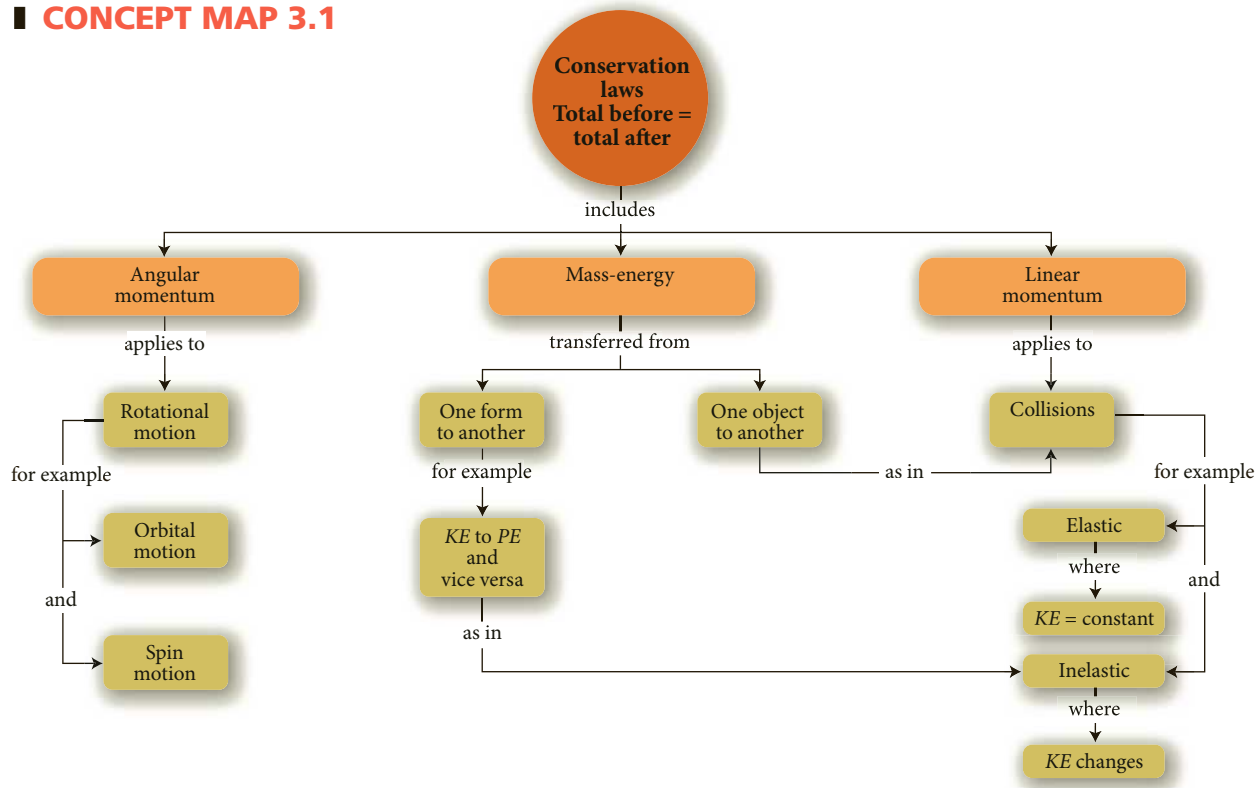 CONCEPT MAP 3.1
Conservation
laws
Total before =
total after
includes
Angular
momentum
Mass-energy
Linear
momentum
applies to
transferred from
applies to
Rotational
motion
One form
to another
One object
to another
Collisions
for example
for example
as in
for example
Orbital
motion
KE to PE
and
vice versa
Elastic
where
and
and
KE = constant
as in
Spin
motion
Inelastic
where
KE changes